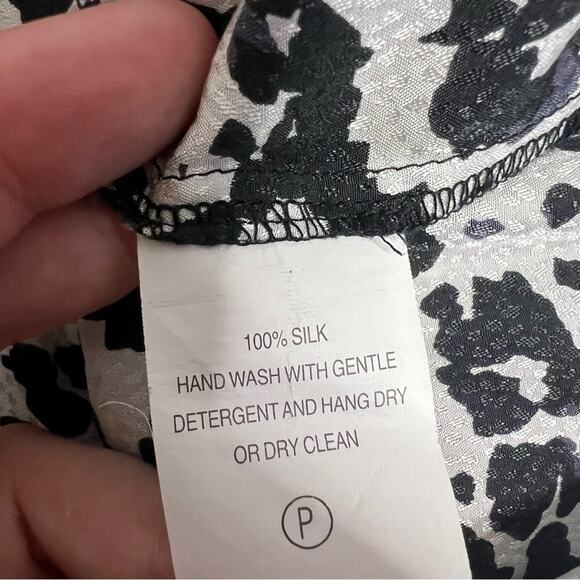 100% SILK
HAND WASH WITH GENTLE
DETERGENT AND HANG DRY
OR DRY CLEAN
P